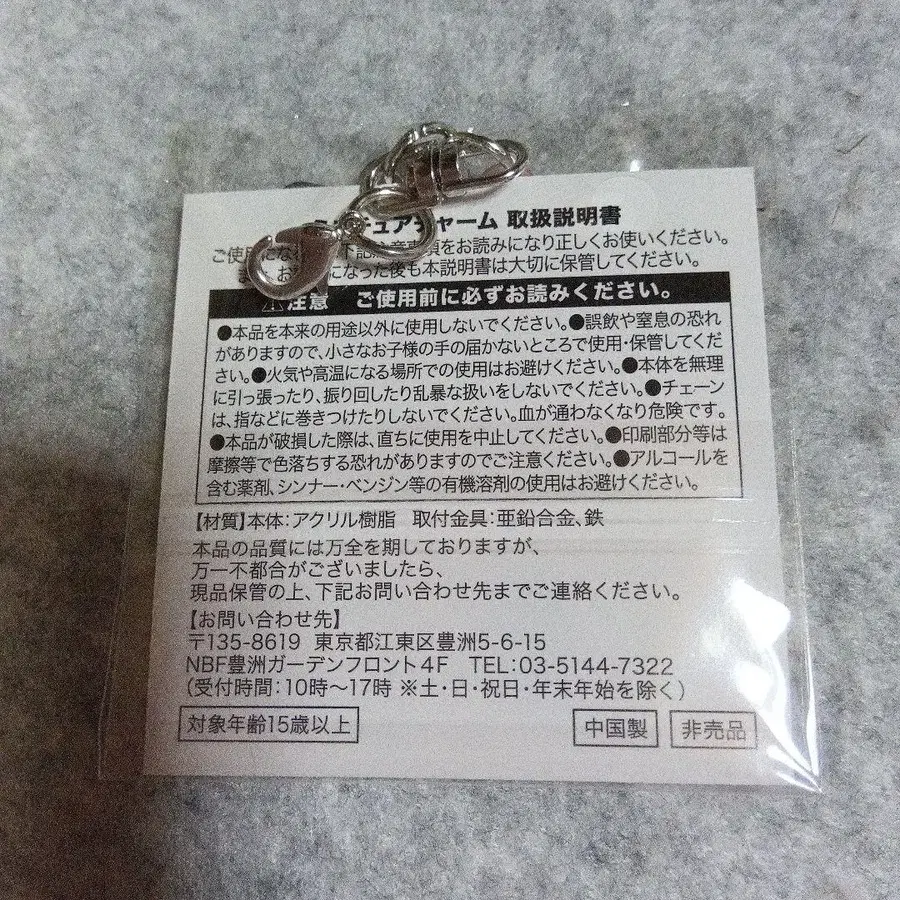 チュアチャーム 取扱説明書
ご使用になれ 下記注意事項をお読みになり正しくお使いください。
また、お になった後も本説明書は大切に保管してください。
⚠注意 ご使用前に必ずお読みください。
●本品を本来の用途以外に使用しないでください。●誤飲や窒息の恐れ
がありますので、小さなお子様の手の届かないところで使用・保管してくだ
さい。●火気や高温になる場所での使用はお避けください。●本体を無理
に引っ張ったり、振り回したり乱暴な扱いをしないでください。●チェーン
は、指などに巻きつけたりしないでください。血が通わなくなり危険です。
●本品が破損した際は、直ちに使用を中止してください。●印刷部分等は
摩擦等で色落ちする恐れがありますのでご注意ください。●アルコールを
含む薬剤、シンナー・ベンジン等の有機溶剤の使用はお避けください。
【材質】本体：アクリル樹脂 取付金具：亜鉛合金、鉄
本品の品質には万全を期しておりますが、
万一不都合がございましたら、
現品保管の上、下記お問い合わせ先までご連絡ください。
【お問い合わせ先】
〒135-8619 東京都江東区豊洲5-6-15
NBF豊洲ガーデンフロント4F TEL：03-5144-7322
（受付時間：10時～17時 ※土・日・祝日・年末年始を除く）
対象年齢15歳以上
中国製
非売品